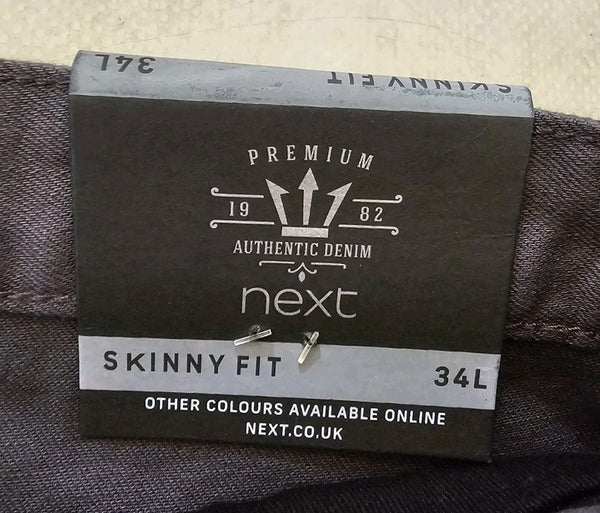 34L SKINNY FIT
PREMIUM
19 82
AUTHENTIC DENIM
next
SKINNY FIT 34L
OTHER COLOURS AVAILABLE ONLINE
NEXT.CO.UK